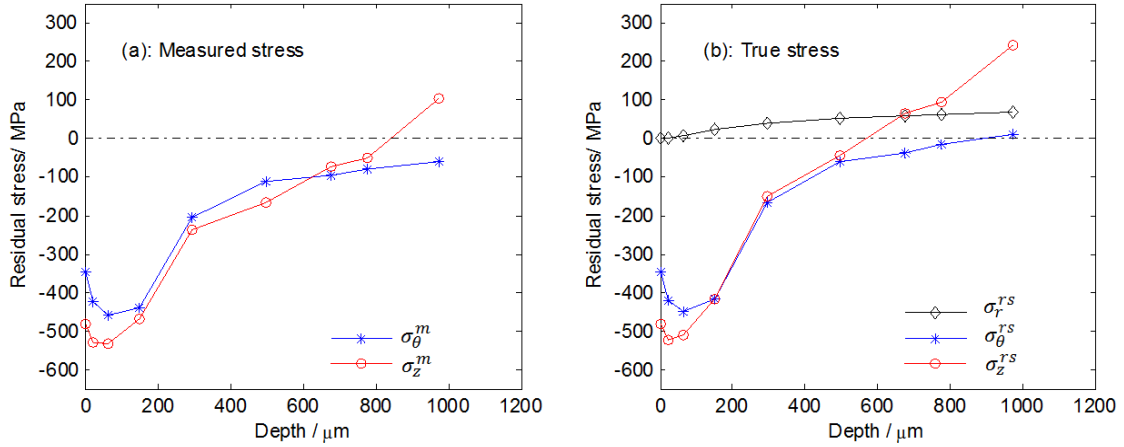 (a): Measured stress
Residual stress/ MPa
300
200
100
0
-100
-200
-300
-400
-500
-600
0 200 400 600 800 1000 1200
Depth / μm
σ_θ^m
σ_z^m
(b): True stress
Residual stress/ MPa
300
200
100
0
-100
-200
-300
-400
-500
-600
0 200 400 600 800 1000 1200
Depth / μm
σ_r^{rs}
σ_θ^{rs}
σ_z^{rs}